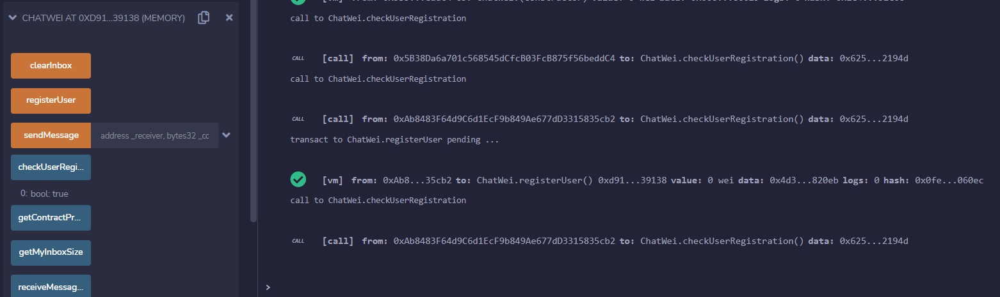 CHATWEI AT 0XD91...39138 (MEMORY)
clearInbox
registerUser
sendMessage
address _receiver, bytes32 _cc
checkUserRegi...
0: bool: true
getContractPr...
getMyInboxSize
receiveMessag...
call to ChatWei.checkUserRegistration
CALL [call] from: 0x5B38Da6a701c568545dCfcB03FcB875f56beddC4 to: ChatWei.checkUserRegistration() data: 0x625...2194d
call to ChatWei.checkUserRegistration
CALL [call] from: 0xAb8483F64d9C6d1EcF9b849Ae677dD3315835cb2 to: ChatWei.checkUserRegistration() data: 0x625...2194d
transact to ChatWei.registerUser pending ...
[vm] from: 0xAb8...35cb2 to: ChatWei.registerUser() 0xd91...39138 value: 0 wei data: 0x4d3...820eb logs: 0 hash: 0x0fe...060ec
call to ChatWei.checkUserRegistration
CALL [call] from: 0xAb8483F64d9C6d1EcF9b849Ae677dD3315835cb2 to: ChatWei.checkUserRegistration() data: 0x625...2194d
>